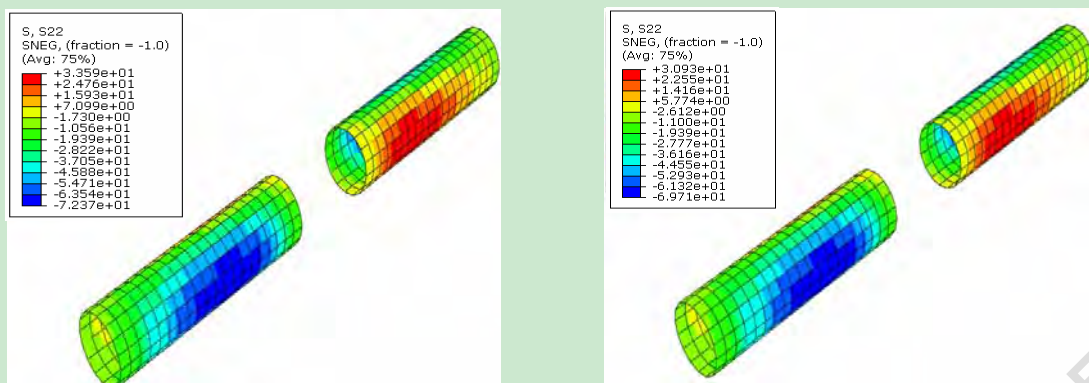 S, S22
SNEG, (fraction = -1.0)
(Avg: 75%)
+3.359e+01
+2.476e+01
+1.593e+01
+7.099e+00
-1.730e+00
-1.056e+01
-1.939e+01
-2.822e+01
-3.705e+01
-4.588e+01
-5.471e+01
-6.354e+01
-7.237e+01
S, S22
SNEG, (fraction = -1.0)
(Avg: 75%)
+3.093e+01
+2.255e+01
+1.416e+01
+5.774e+00
-2.612e+00
-1.100e+01
-1.939e+01
-2.777e+01
-3.616e+01
-4.455e+01
-5.293e+01
-6.132e+01
-6.971e+01